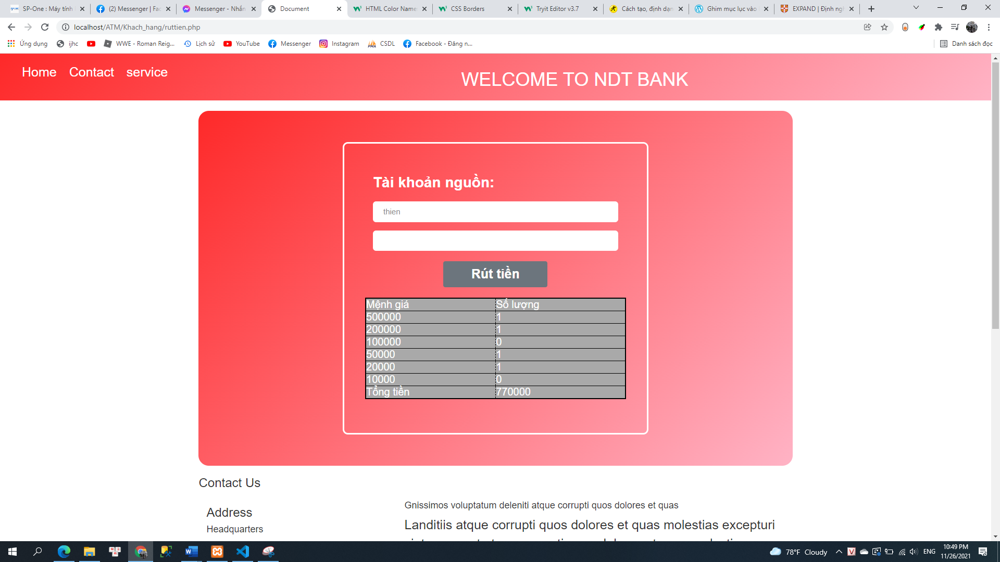 SP-One : Máy tính
(2) Messenger | Fac
Messenger - Nhắn
Document
HTML Color Name
CSS Borders
Tryit Editor v3.7
Cách tạo, định dạn
Ghim mục lục vào
EXPAND | Định ngh
localhost/ATM/Khach_hang/ruttien.php
Ứng dụng
ijhc
WWE - Roman Reig...
Lịch sử
YouTube
Messenger
Instagram
CSDL
Facebook - Đăng n...
Danh sách đọc
Home Contact service
WELCOME TO NDT BANK
Tài khoản nguồn:
thien
Rút tiền
Mệnh giá Số lượng
500000 1
200000 1
100000 0
50000 1
20000 1
10000 0
Tổng tiền 770000
Contact Us
Address
Headquarters
Gnissimos voluptatum deleniti atque corrupti quos dolores et quas
Landitiis atque corrupti quos dolores et quas molestias excepturi
78°F Cloudy
ENG
10:49 PM
11/26/2021